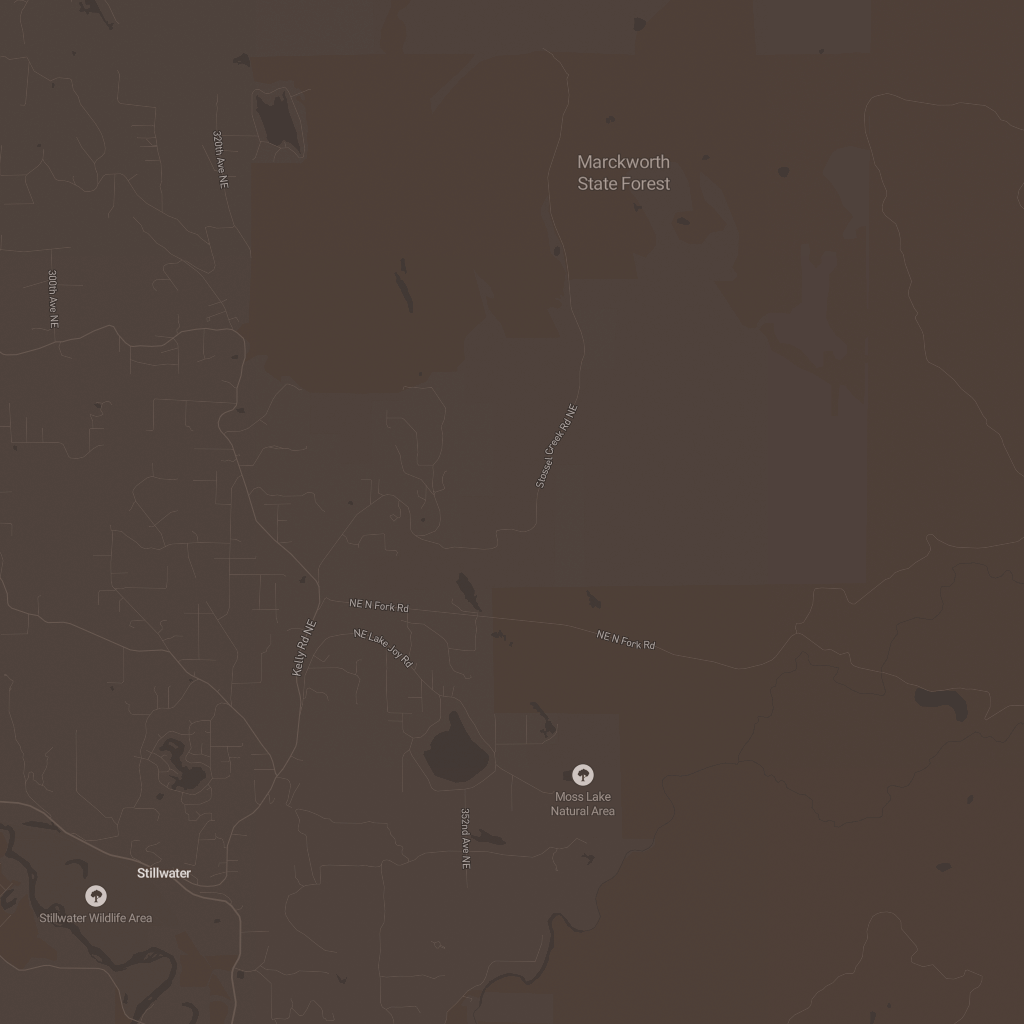 320th Ave NE
Marckworth
State Forest
300th Ave NE
Stossel Creek Rd NE
NE N Fork Rd
NE N Fork Rd
NE Lake Joy Rd
Kelly Rd NE
Moss Lake
Natural Area
352nd Ave NE
Stillwater
Stillwater Wildlife Area